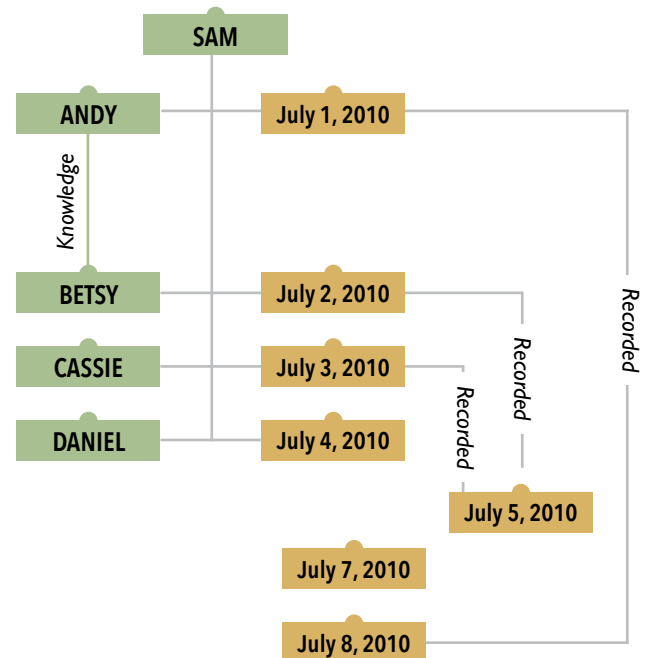 SAM
ANDY
July 1, 2010
Knowledge
BETSY
July 2, 2010
Recorded
Recorded
CASSIE
July 3, 2010
Recorded
DANIEL
July 4, 2010
July 5, 2010
July 7, 2010
July 8, 2010